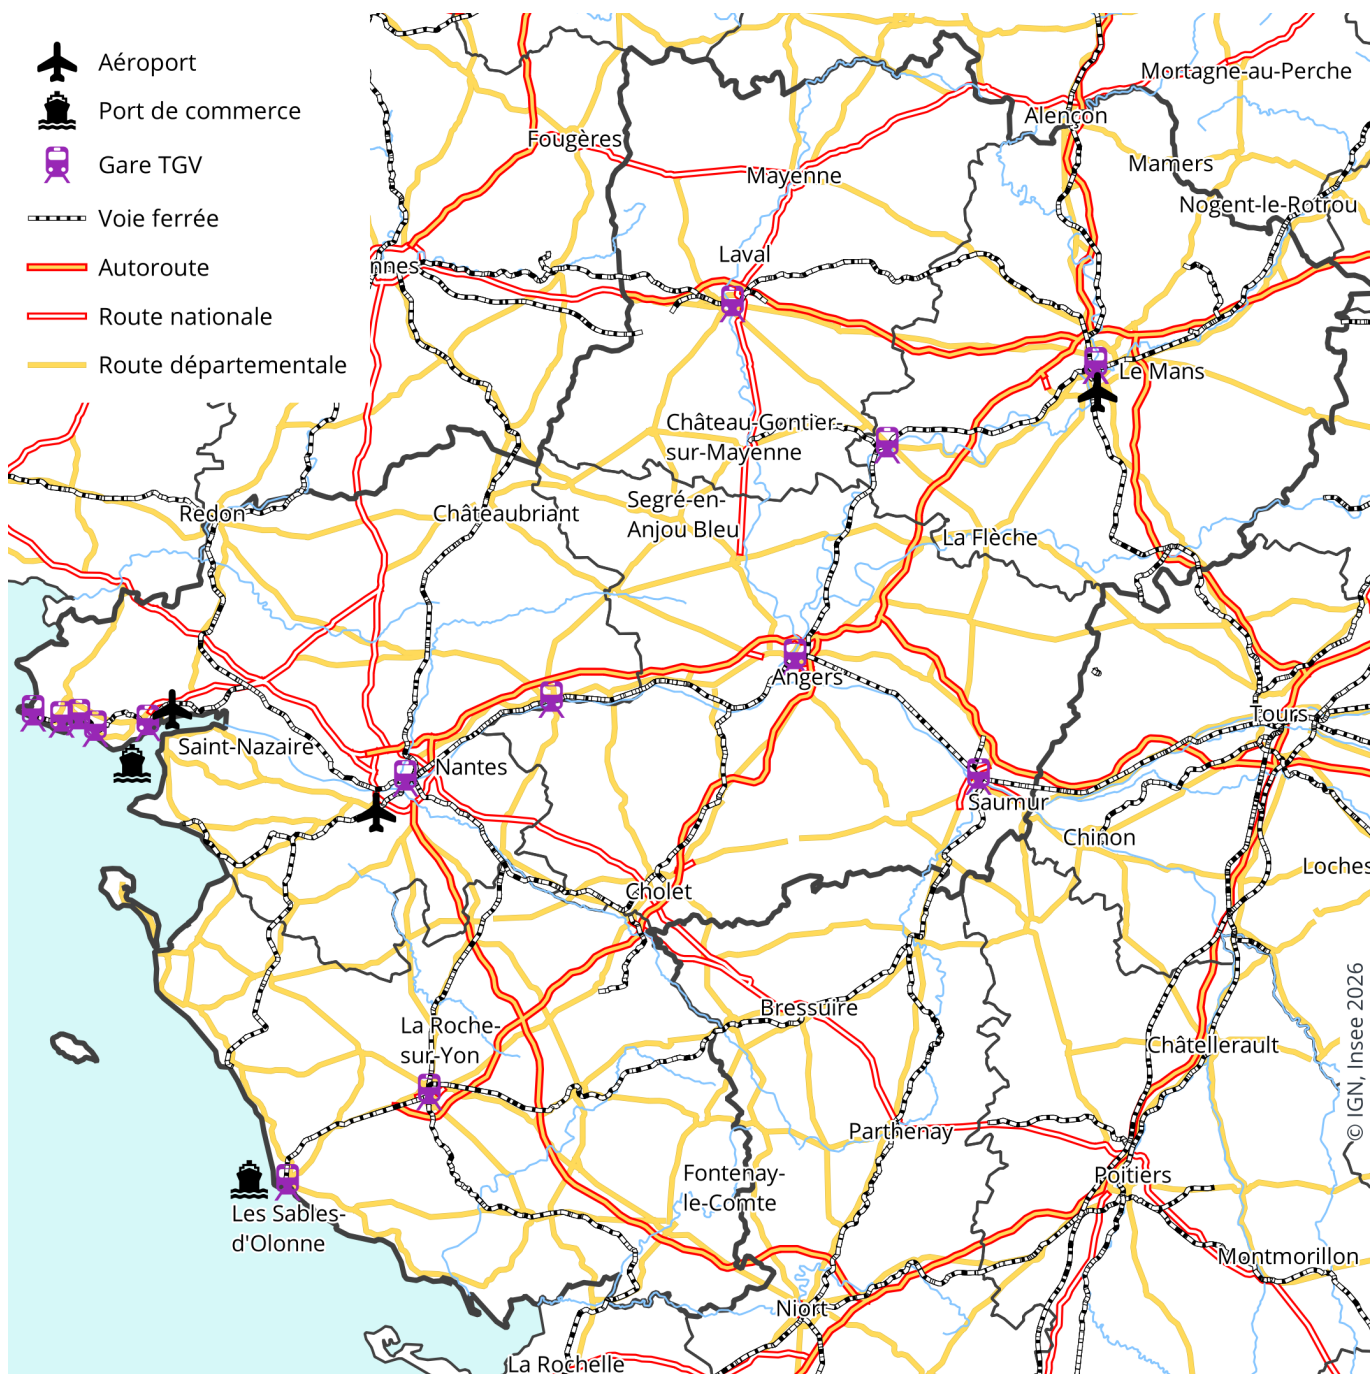 Aéroport
Port de commerce
Gare TGV
Voie ferrée
Autoroute
Route nationale
Route départementale
Mortagne-au-Perche
Alençon
Fougères
Mamers
Mayenne
Nogent-le-Rotrou
Laval
nnes
Le Mans
Château-Gontier-
sur-Mayenne
Segré-en-
Anjou Bleu
Redon
Châteaubriant
La Flèche
Angers
Tours
Saint-Nazaire
Nantes
Saumur
Chinon
Loches
Cholet
Bressuire
La Roche-
sur-Yon
Châtellerault
Parthenay
Fontenay-
le-Comte
Poitiers
Les Sables-
d'Olonne
Montmorillon
Niort
La Rochelle
© IGN, Insee 2026